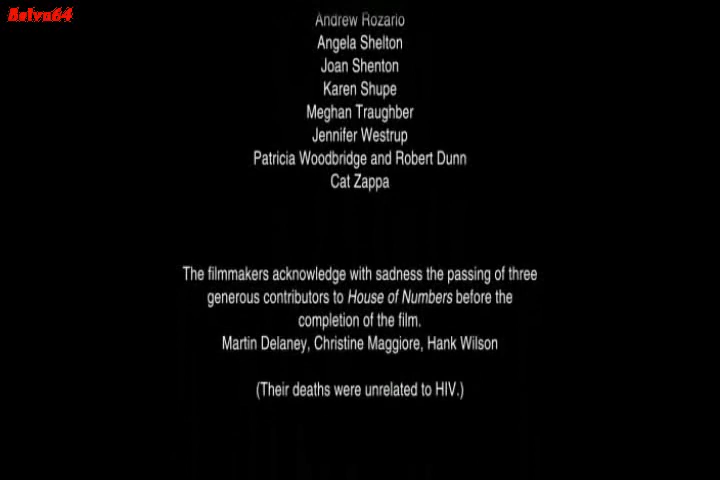 Belvu64
Andrew Rozario
Angela Shelton
Joan Shenton
Karen Shupe
Meghan Traughber
Jennifer Westrup
Patricia Woodbridge and Robert Dunn
Cat Zappa
The filmmakers acknowledge with sadness the passing of three
generous contributors to House of Numbers before the
completion of the film.
Martin Delaney, Christine Maggiore, Hank Wilson
(Their deaths were unrelated to HIV.)